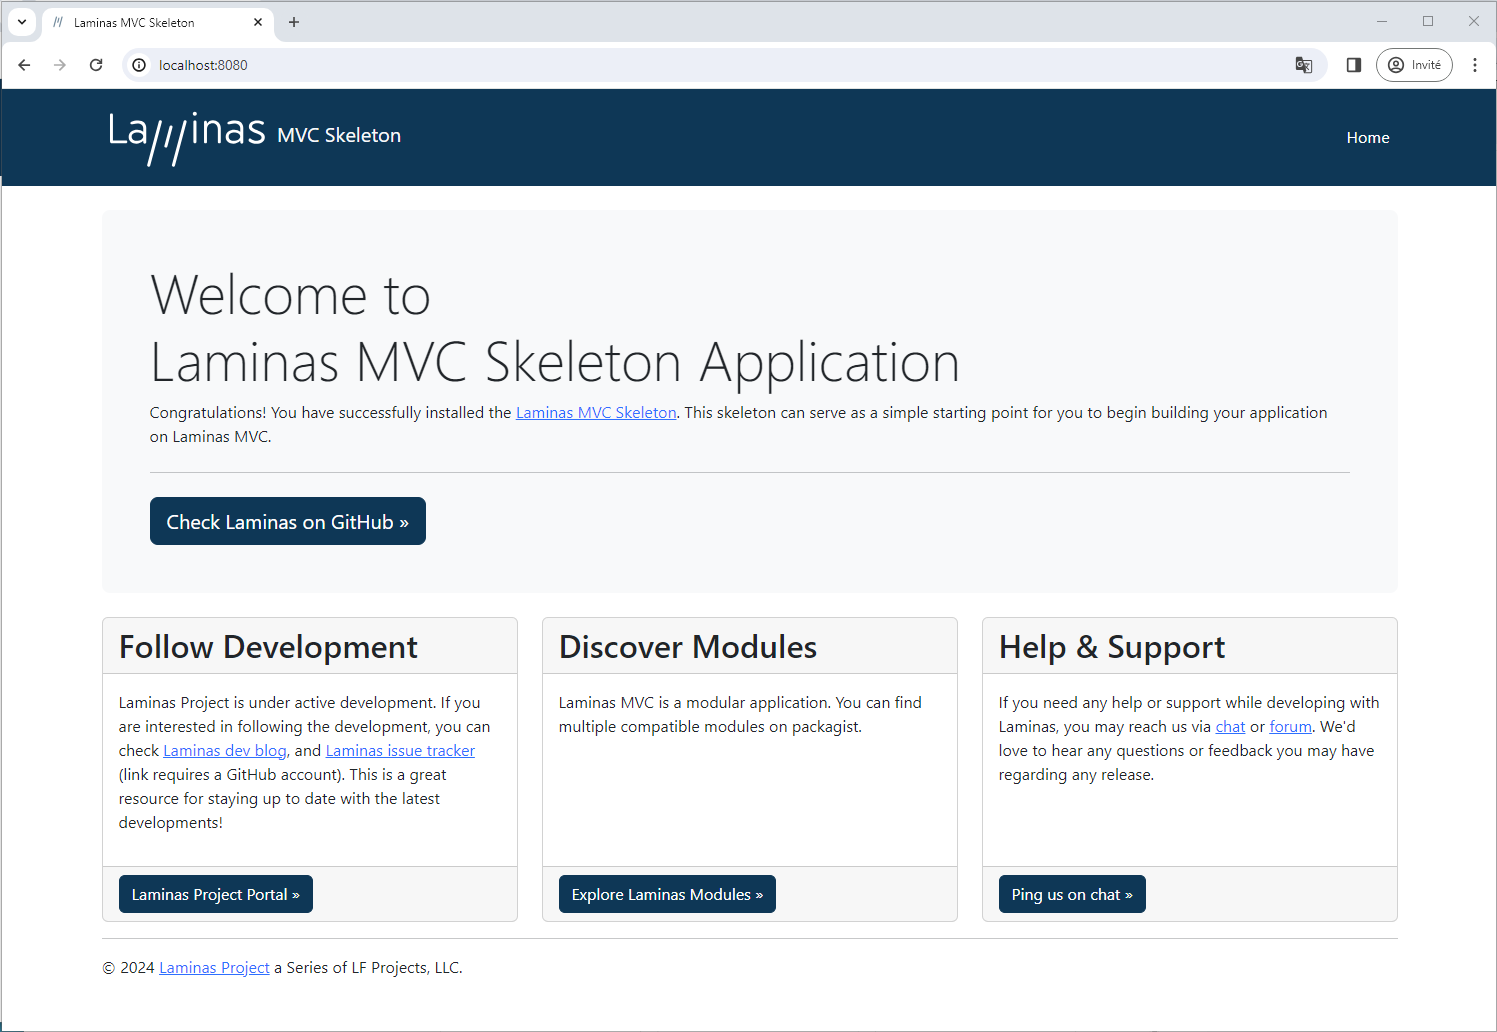 Laminas MVC Skeleton
localhost:8080
Invité
Laminas MVC Skeleton
Home
Welcome to
Laminas MVC Skeleton Application
Congratulations! You have successfully installed the Laminas MVC Skeleton. This skeleton can serve as a simple starting point for you to begin building your application
on Laminas MVC.
Check Laminas on GitHub »
Follow Development
Laminas Project is under active development. If you
are interested in following the development, you can
check Laminas dev blog, and Laminas issue tracker
(link requires a GitHub account). This is a great
resource for staying up to date with the latest
developments!
Laminas Project Portal »
Discover Modules
Laminas MVC is a modular application. You can find
multiple compatible modules on packagist.
Explore Laminas Modules »
Help & Support
If you need any help or support while developing with
Laminas, you may reach us via chat or forum. We'd
love to hear any questions or feedback you may have
regarding any release.
Ping us on chat »
© 2024 Laminas Project a Series of LF Projects, LLC.